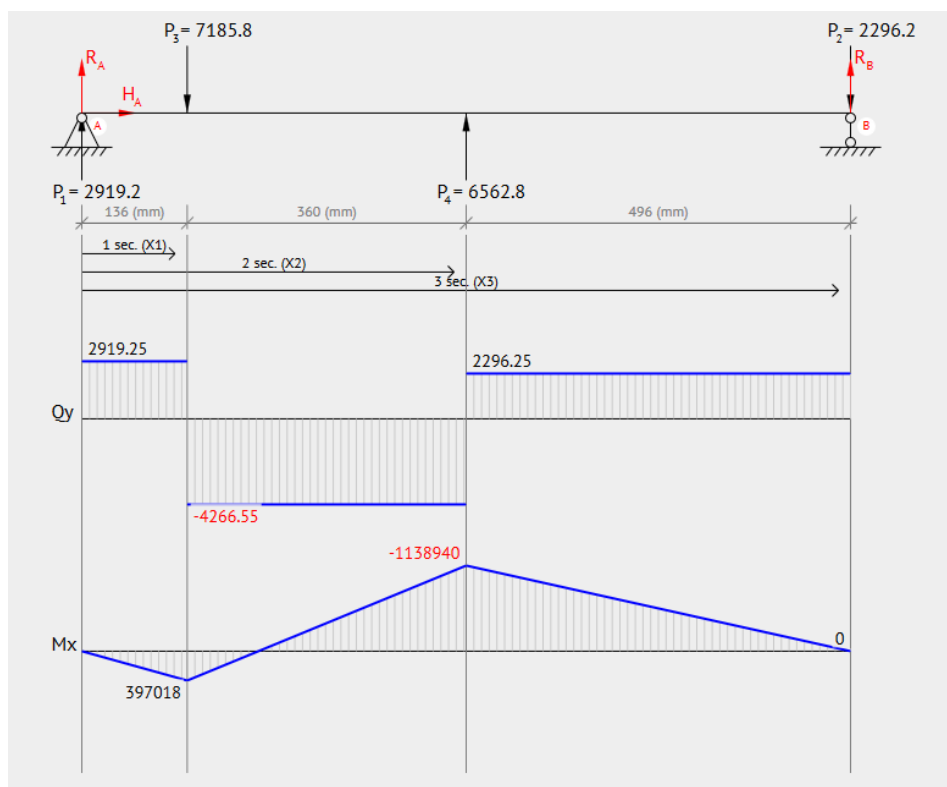 P3= 7185.8
P2= 2296.2
RA
RB
HA
A
B
P1= 2919.2
P4= 6562.8
136 (mm)
360 (mm)
496 (mm)
1 sec. (X1)
2 sec. (X2)
3 sec. (X3)
2919.25
2296.25
Qy
-4266.55
-1138940
Mx
0
397018